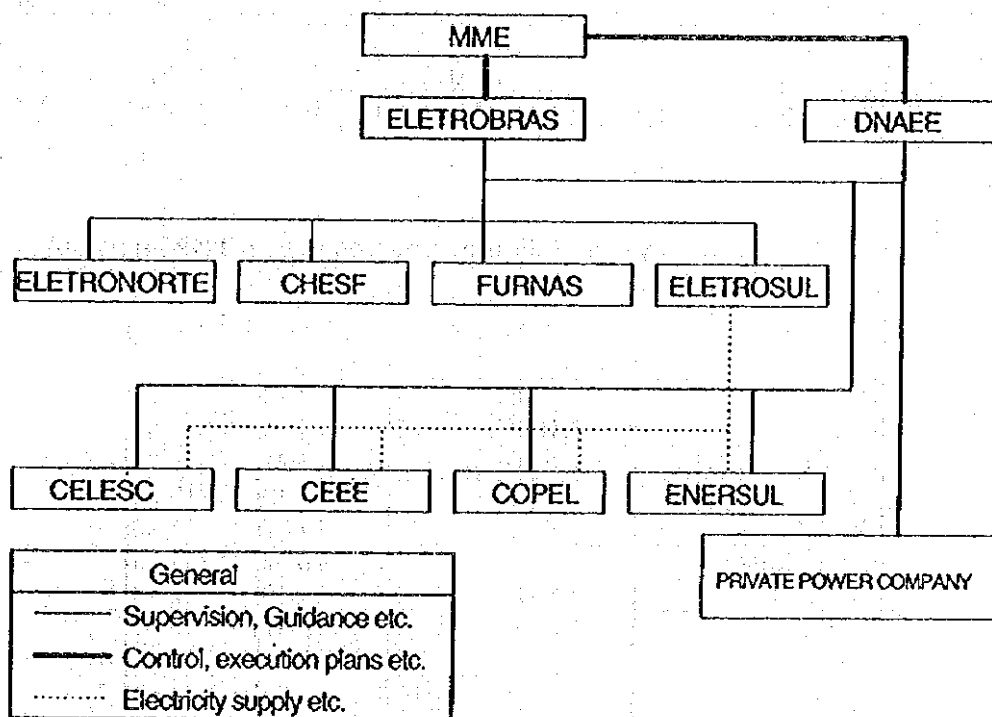 MME
ELETROBRAS
DNAEE
ELETRONORTE
CHESF
FURNAS
ELETROSUL
CELESC
CEEE
COPEL
ENERSUL
PRIVATE POWER COMPANY
General
Supervision, Guidance etc.
Control, execution plans etc.
Electricity supply etc.